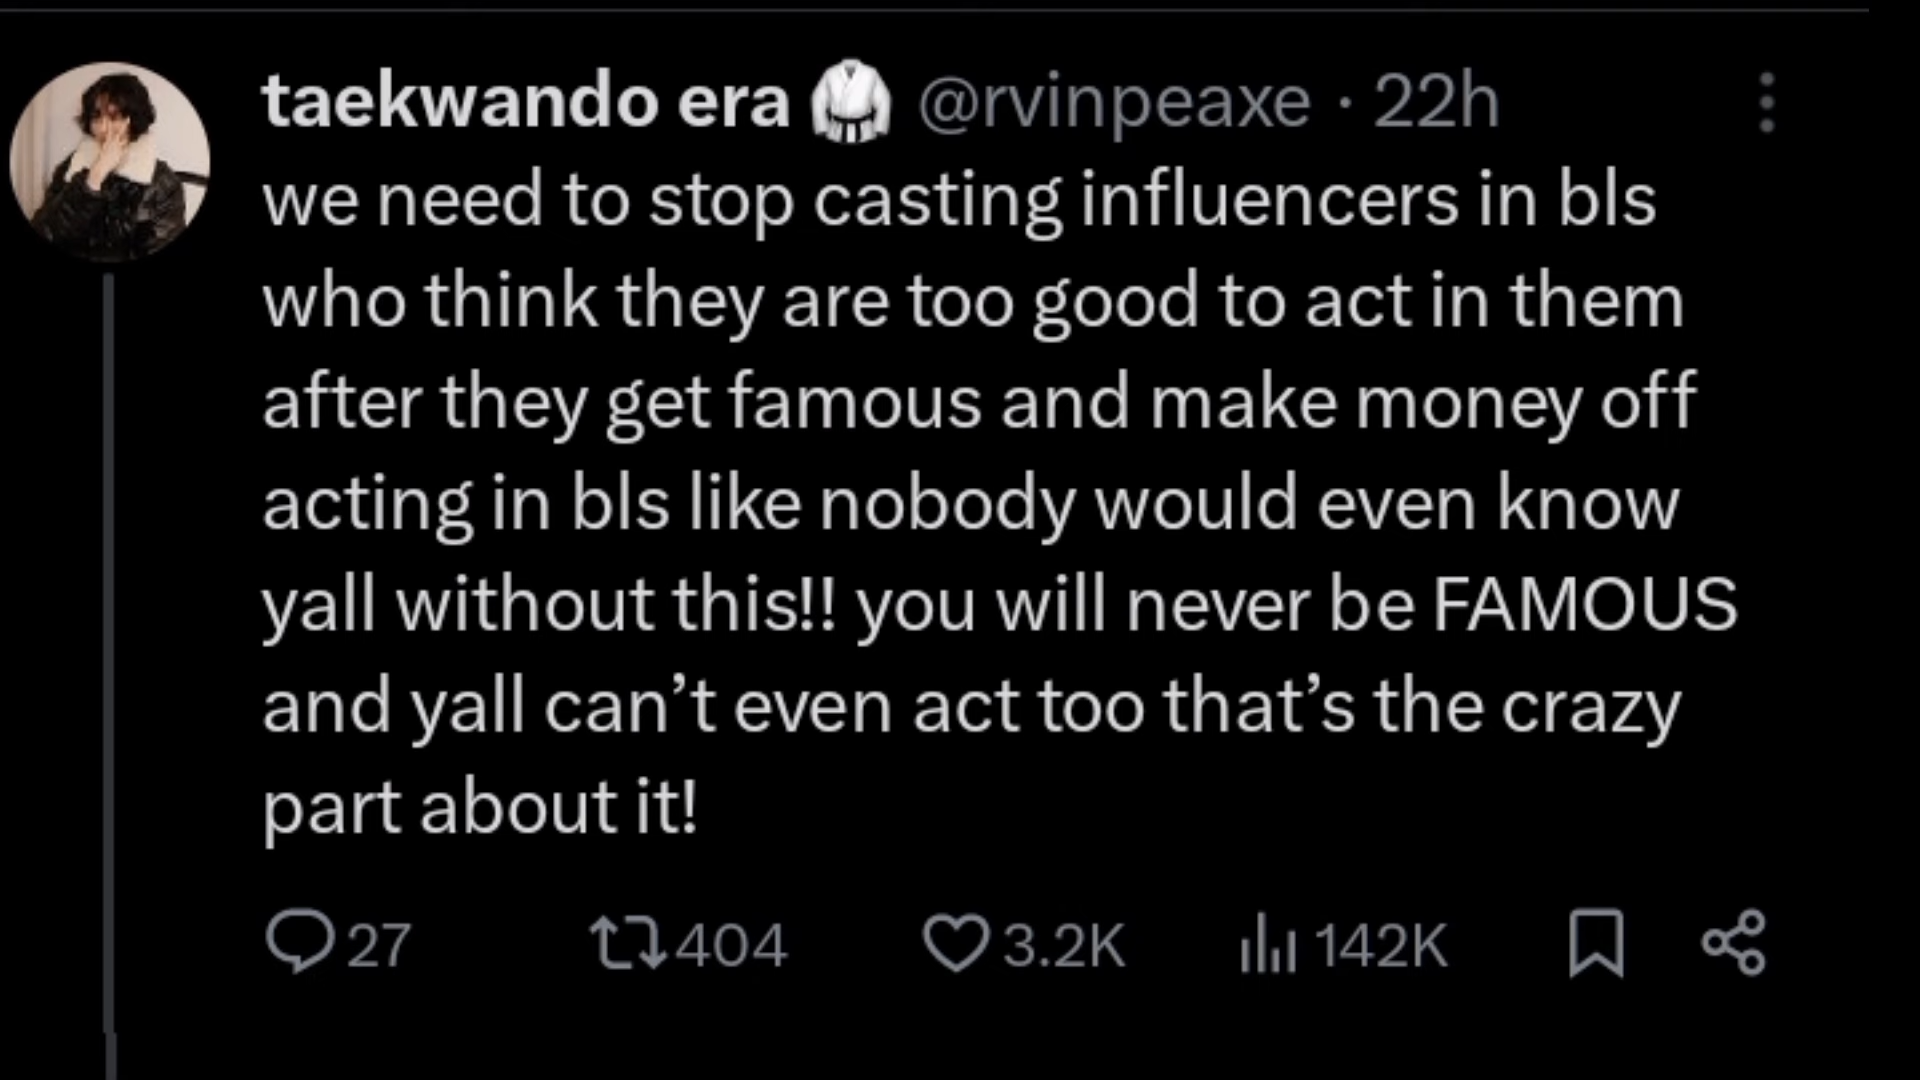 taekwando era 🥋 @rvinpeaxe · 22h
we need to stop casting influencers in bls
who think they are too good to act in them
after they get famous and make money off
acting in bls like nobody would even know
yall without this!! you will never be FAMOUS
and yall can’t even act too that’s the crazy
part about it!
27 404 3.2K 142K